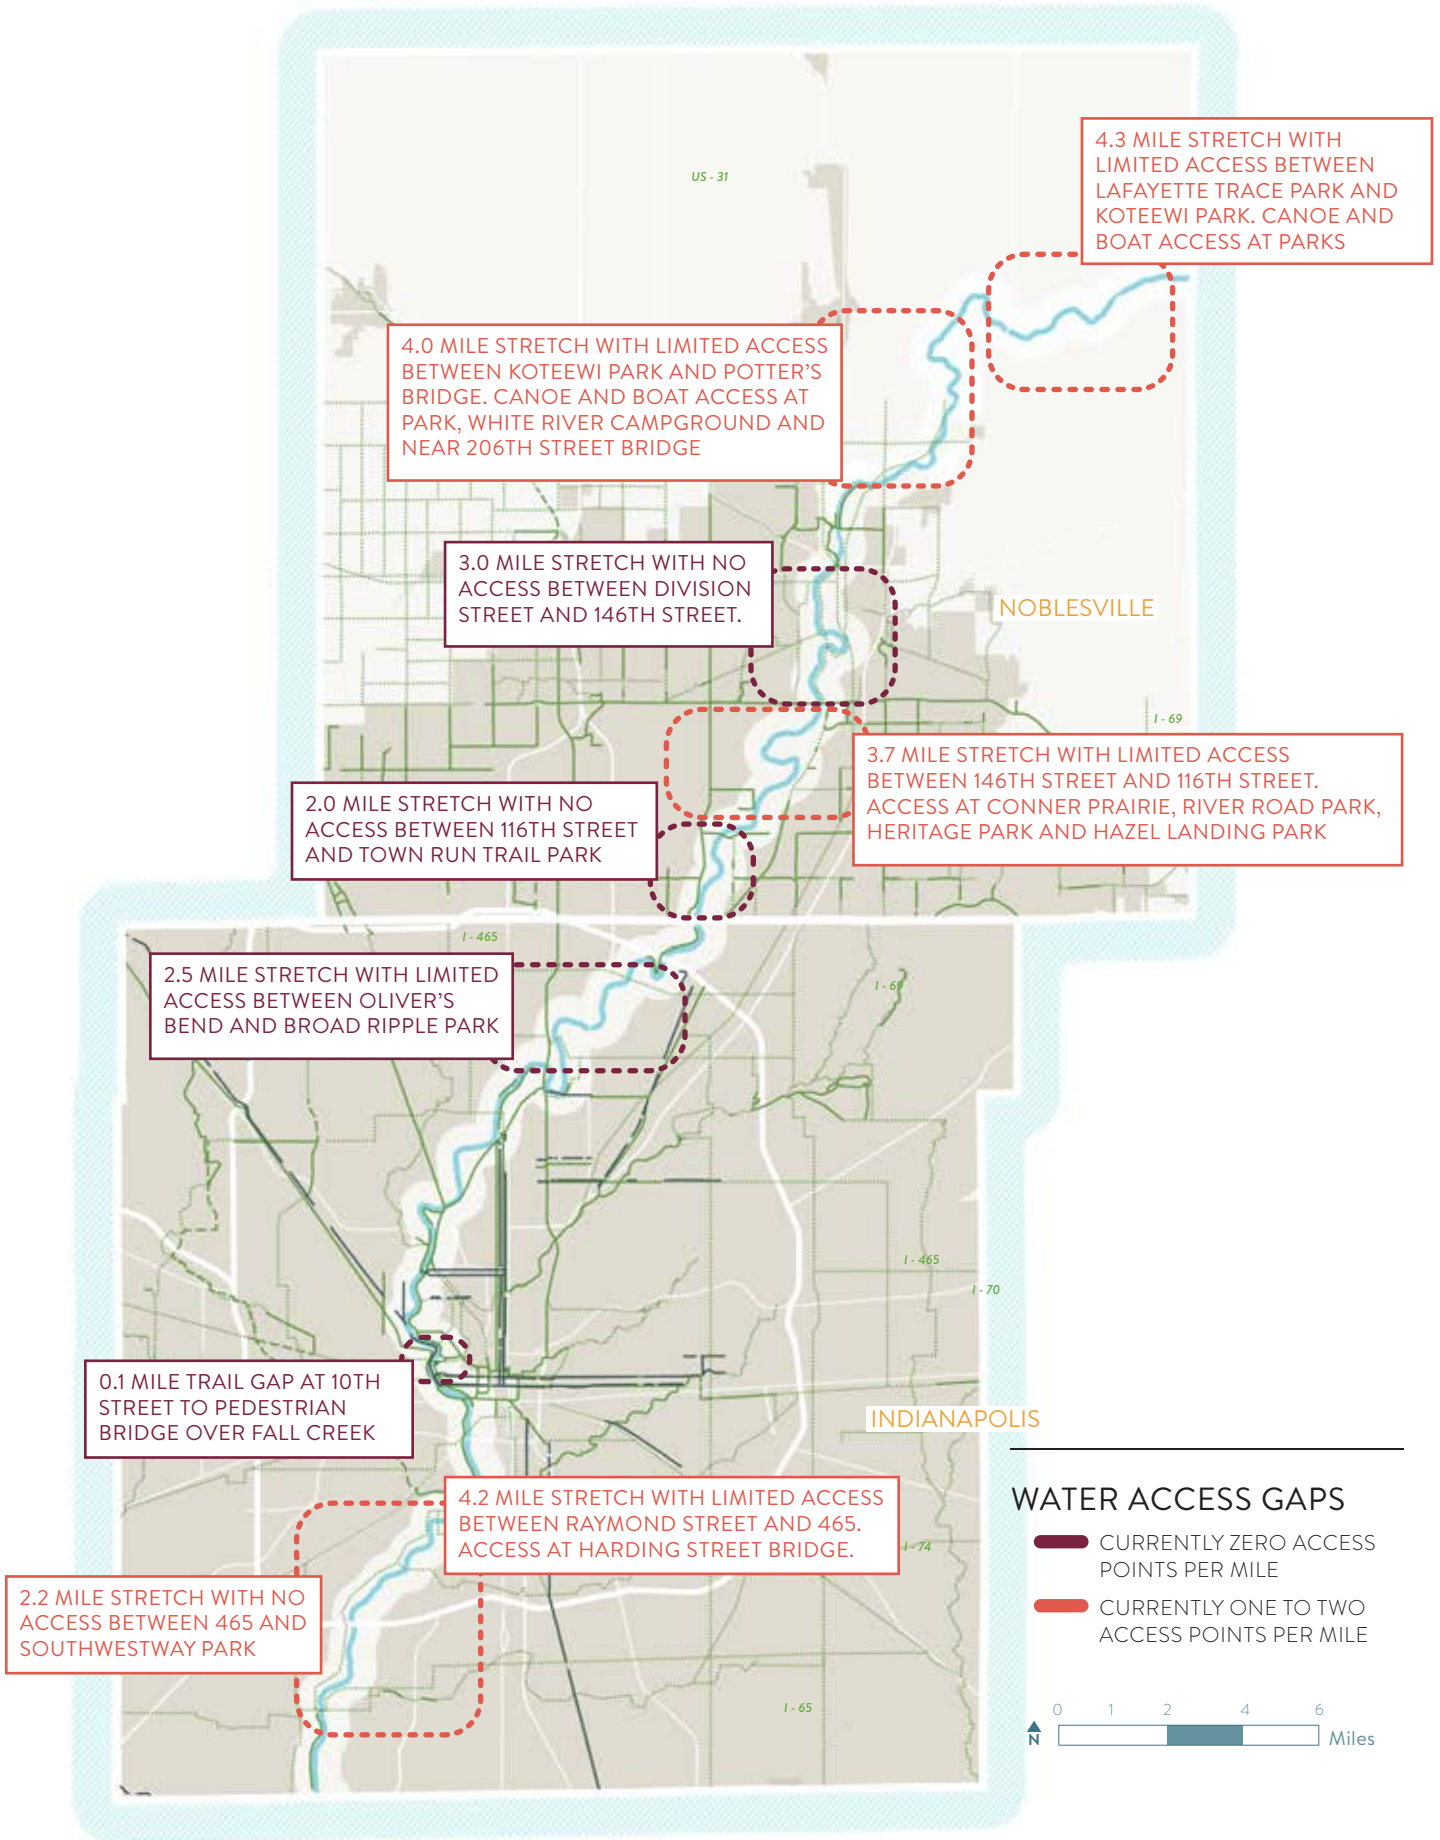 US - 31
4.3 MILE STRETCH WITH
LIMITED ACCESS BETWEEN
LAFAYETTE TRACE PARK AND
KOTEEWI PARK. CANOE AND
BOAT ACCESS AT PARKS
4.0 MILE STRETCH WITH LIMITED ACCESS
BETWEEN KOTEEWI PARK AND POTTER'S
BRIDGE. CANOE AND BOAT ACCESS AT
PARK, WHITE RIVER CAMPGROUND AND
NEAR 206TH STREET BRIDGE
3.0 MILE STRETCH WITH NO
ACCESS BETWEEN DIVISION
STREET AND 146TH STREET.
NOBLESVILLE
I - 69
3.7 MILE STRETCH WITH LIMITED ACCESS
BETWEEN 146TH STREET AND 116TH STREET.
ACCESS AT CONNER PRAIRIE, RIVER ROAD PARK,
HERITAGE PARK AND HAZEL LANDING PARK
2.0 MILE STRETCH WITH NO
ACCESS BETWEEN 116TH STREET
AND TOWN RUN TRAIL PARK
I - 465
2.5 MILE STRETCH WITH LIMITED
ACCESS BETWEEN OLIVER'S
BEND AND BROAD RIPPLE PARK
I - 69
I - 465
I - 70
0.1 MILE TRAIL GAP AT 10TH
STREET TO PEDESTRIAN
BRIDGE OVER FALL CREEK
INDIANAPOLIS
4.2 MILE STRETCH WITH LIMITED ACCESS
BETWEEN RAYMOND STREET AND 465.
ACCESS AT HARDING STREET BRIDGE.
I - 74
2.2 MILE STRETCH WITH NO
ACCESS BETWEEN 465 AND
SOUTHWESTWAY PARK
I - 65
WATER ACCESS GAPS
CURRENTLY ZERO ACCESS
POINTS PER MILE
CURRENTLY ONE TO TWO
ACCESS POINTS PER MILE
0 1 2 4 6
N
Miles